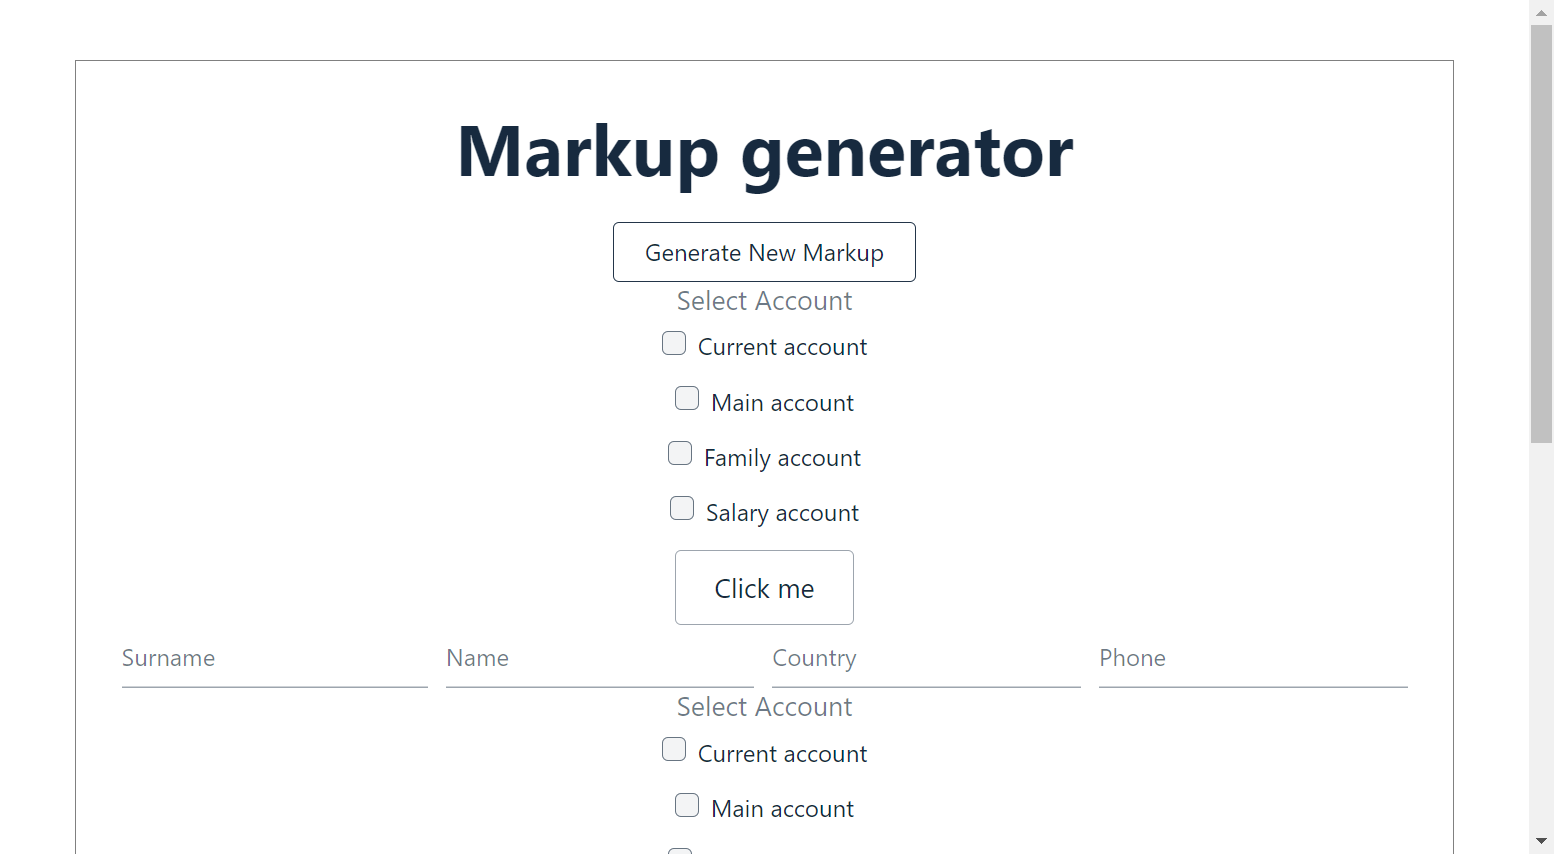 Markup generator
Generate New Markup
Select Account
Current account
Main account
Family account
Salary account
Click me
Surname Name Country Phone
Select Account
Current account
Main account